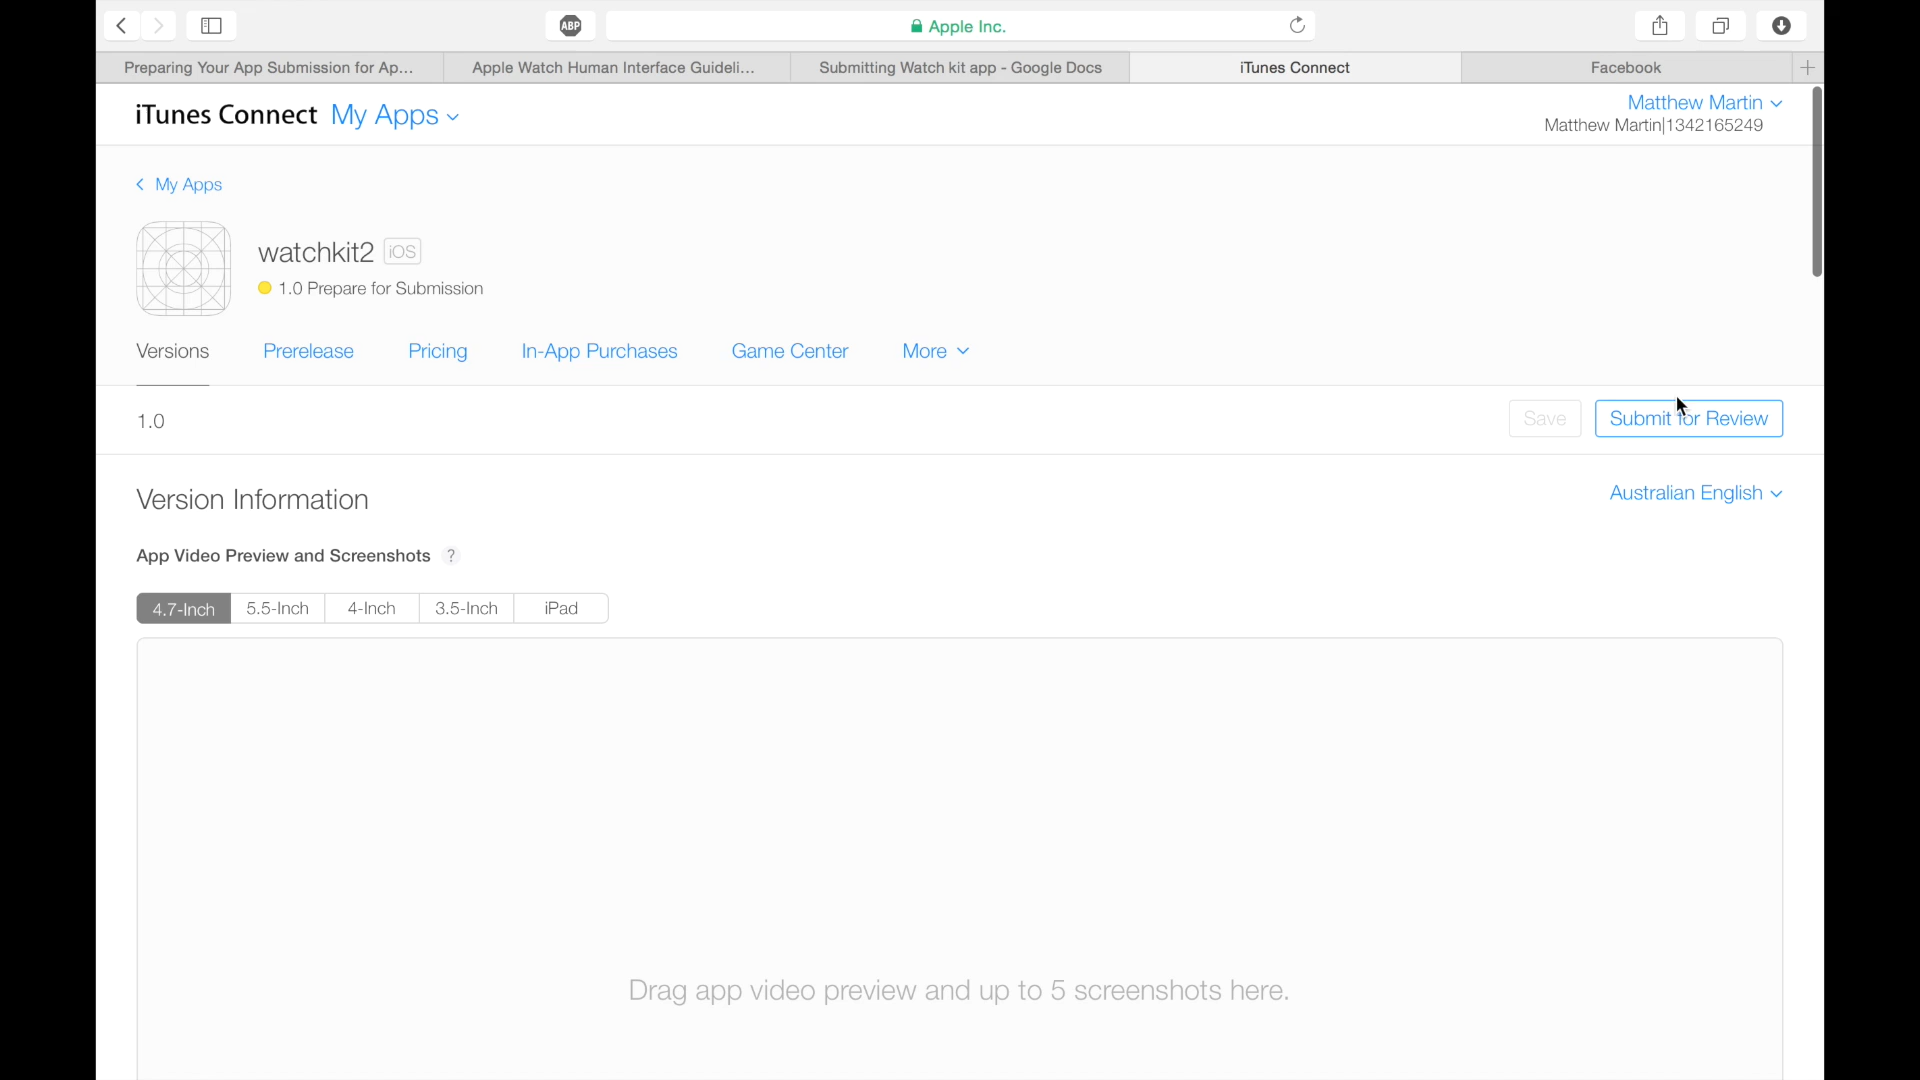 ABP
Apple Inc.
Preparing Your App Submission for Ap...
Apple Watch Human Interface Guideli...
Submitting Watch kit app - Google Docs
iTunes Connect
Facebook
iTunes Connect My Apps
Matthew Martin
Matthew Martin|1342165249
My Apps
watchkit2 iOS
1.0 Prepare for Submission
Versions
Prerelease
Pricing
In-App Purchases
Game Center
More
1.0
Save
Submit for Review
Version Information
Australian English
App Video Preview and Screenshots ?
4.7-Inch
5.5-Inch
4-Inch
3.5-Inch
iPad
Drag app video preview and up to 5 screenshots here.